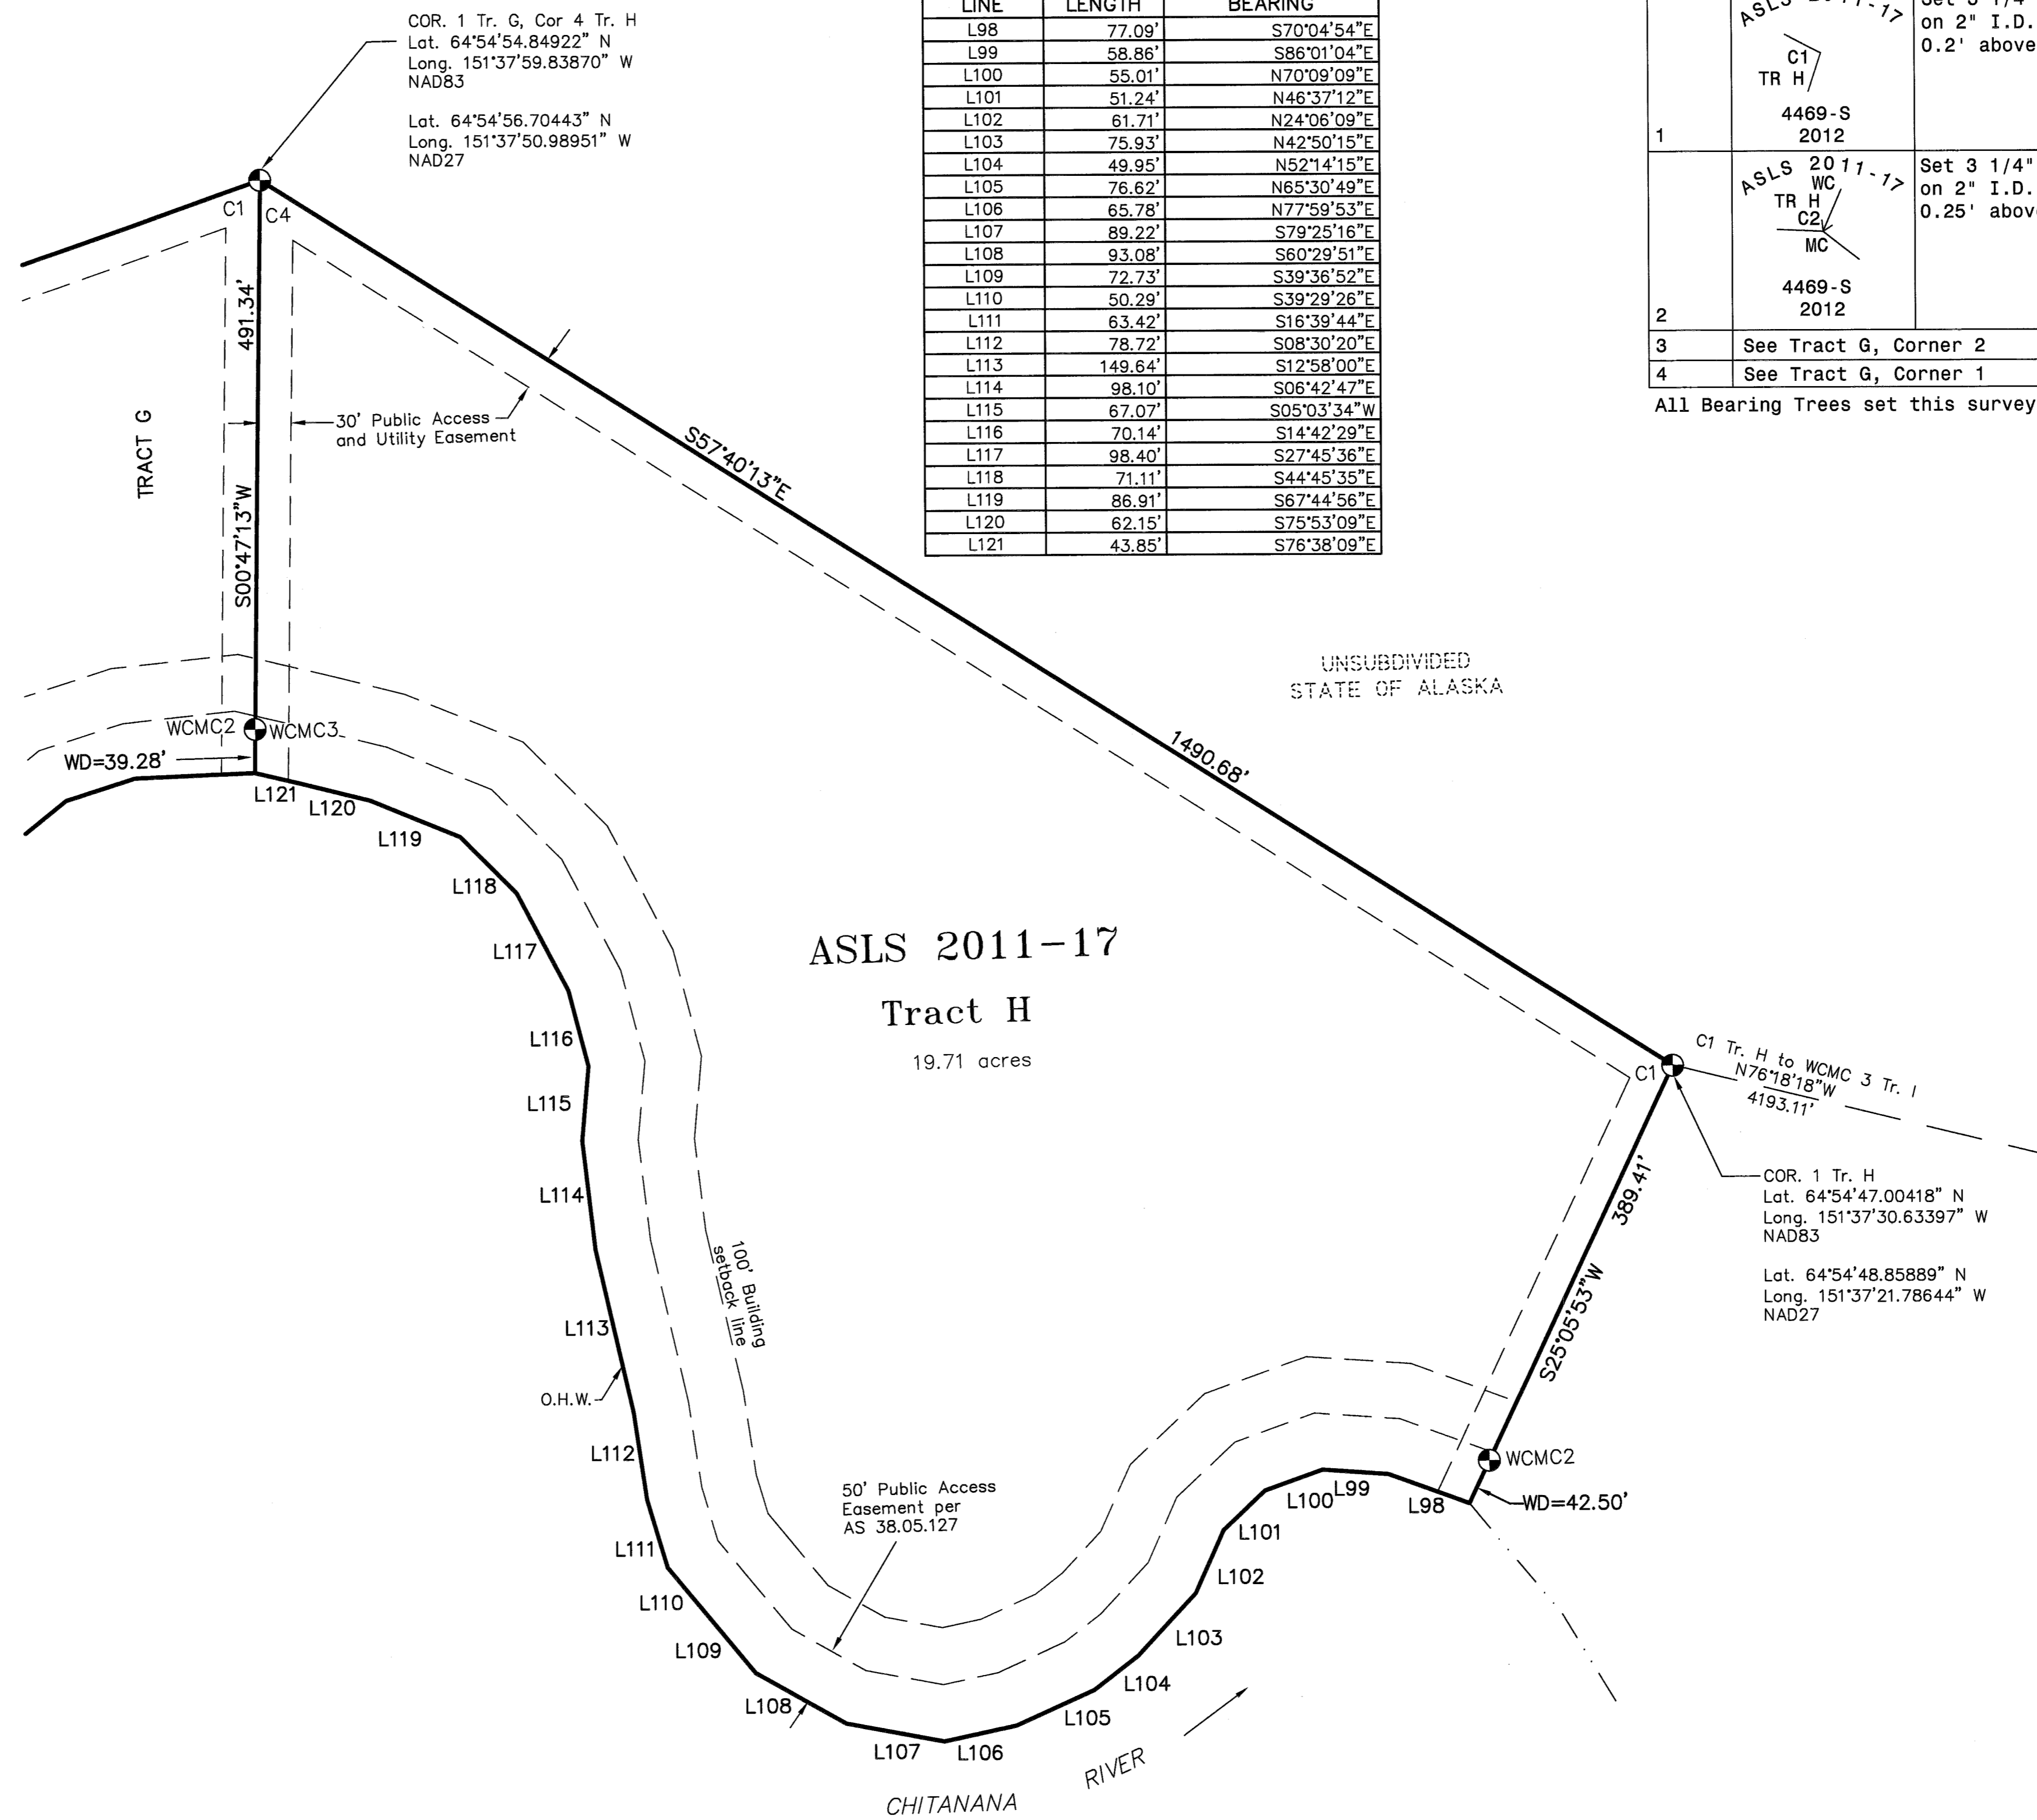 COR. 1 Tr. G, Cor 4 Tr. H
Lat. 64°54'54.84922" N
Long. 151°37'59.83870" W
NAD83
Lat. 64°54'56.70443" N
Long. 151°37'50.98951" W
NAD27
LINE LENGTH BEARING
L98 77.09' S70°04'54"E
L99 58.86' S86°01'04"E
L100 55.01' N70°09'09"E
L101 51.24' N46°37'12"E
L102 61.71' N24°06'09"E
L103 75.93' N42°50'15"E
L104 49.95' N52°14'15"E
L105 76.62' N65°30'49"E
L106 65.78' N77°59'53"E
L107 89.22' S79°25'16"E
L108 93.08' S60°29'51"E
L109 72.73' S39°36'52"E
L110 50.29' S39°29'26"E
L111 63.42' S16°39'44"E
L112 78.72' S08°30'20"E
L113 149.64' S12°58'00"E
L114 98.10' S06°42'47"E
L115 67.07' S05°03'34"W
L116 70.14' S14°42'29"E
L117 98.40' S27°45'36"E
L118 71.11' S44°45'35"E
L119 86.91' S67°44'56"E
L120 62.15' S75°53'09"E
L121 43.85' S76°38'09"E
ASLS 2011-17
C1
TR H
4469-S
2012
1
Set 3 1/4"
on 2" I.D.
0.2' above
ASLS 2011-17
WC
TR H
C2
MC
4469-S
2012
2
Set 3 1/4"
on 2" I.D.
0.25' above
3 See Tract G, Corner 2
4 See Tract G, Corner 1
All Bearing Trees set this survey
C1
C4
491.34'
S00°47'13"W
TRACT G
30' Public Access
and Utility Easement
S57°40'13"E
1490.68'
UNSUBDIVIDED
STATE OF ALASKA
WCMC2
WCMC3
WD=39.28'
L121
L120
L119
L118
L117
L116
L115
L114
L113
O.H.W.
L112
L111
L110
L109
L108
L107
L106
L105
L104
L103
L102
L101
L100
L99
L98
ASLS 2011-17
Tract H
19.71 acres
100' Building
setback line
50' Public Access
Easement per
AS 38.05.127
C1
C1 Tr. H to WCMC 3 Tr. I
N76°18'18"W
4193.11'
COR. 1 Tr. H
Lat. 64°54'47.00418" N
Long. 151°37'30.63397" W
NAD83
Lat. 64°54'48.85889" N
Long. 151°37'21.78644" W
NAD27
389.41'
S25°05'53"W
WCMC2
WD=42.50'
CHITANANA
RIVER